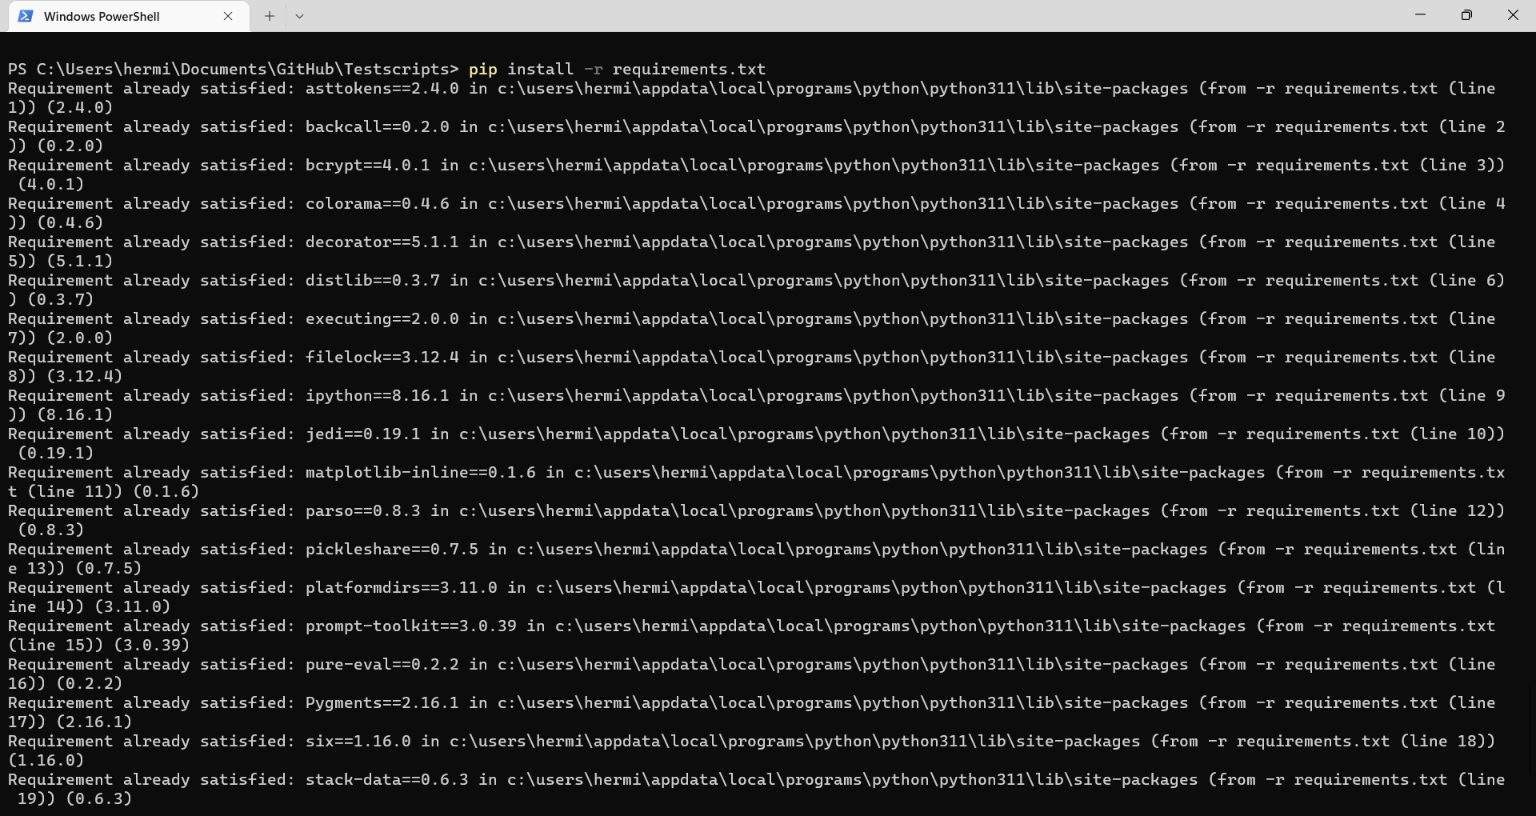 Windows PowerShell
PS C:\Users\hermi\Documents\GitHub\Testscripts> pip install -r requirements.txt
Requirement already satisfied: asttokens==2.4.0 in c:\users\hermi\appdata\local\programs\python\python311\lib\site-packages (from -r requirements.txt (line
1)) (2.4.0)
Requirement already satisfied: backcall==0.2.0 in c:\users\hermi\appdata\local\programs\python\python311\lib\site-packages (from -r requirements.txt (line 2
)) (0.2.0)
Requirement already satisfied: bcrypt==4.0.1 in c:\users\hermi\appdata\local\programs\python\python311\lib\site-packages (from -r requirements.txt (line 3))
(4.0.1)
Requirement already satisfied: colorama==0.4.6 in c:\users\hermi\appdata\local\programs\python\python311\lib\site-packages (from -r requirements.txt (line 4
)) (0.4.6)
Requirement already satisfied: decorator==5.1.1 in c:\users\hermi\appdata\local\programs\python\python311\lib\site-packages (from -r requirements.txt (line
5)) (5.1.1)
Requirement already satisfied: distlib==0.3.7 in c:\users\hermi\appdata\local\programs\python\python311\lib\site-packages (from -r requirements.txt (line 6)
) (0.3.7)
Requirement already satisfied: executing==2.0.0 in c:\users\hermi\appdata\local\programs\python\python311\lib\site-packages (from -r requirements.txt (line
7)) (2.0.0)
Requirement already satisfied: filelock==3.12.4 in c:\users\hermi\appdata\local\programs\python\python311\lib\site-packages (from -r requirements.txt (line
8)) (3.12.4)
Requirement already satisfied: ipython==8.16.1 in c:\users\hermi\appdata\local\programs\python\python311\lib\site-packages (from -r requirements.txt (line 9
)) (8.16.1)
Requirement already satisfied: jedi==0.19.1 in c:\users\hermi\appdata\local\programs\python\python311\lib\site-packages (from -r requirements.txt (line 10))
(0.19.1)
Requirement already satisfied: matplotlib-inline==0.1.6 in c:\users\hermi\appdata\local\programs\python\python311\lib\site-packages (from -r requirements.tx
t (line 11)) (0.1.6)
Requirement already satisfied: parso==0.8.3 in c:\users\hermi\appdata\local\programs\python\python311\lib\site-packages (from -r requirements.txt (line 12))
(0.8.3)
Requirement already satisfied: pickleshare==0.7.5 in c:\users\hermi\appdata\local\programs\python\python311\lib\site-packages (from -r requirements.txt (lin
e 13)) (0.7.5)
Requirement already satisfied: platformdirs==3.11.0 in c:\users\hermi\appdata\local\programs\python\python311\lib\site-packages (from -r requirements.txt (l
ine 14)) (3.11.0)
Requirement already satisfied: prompt-toolkit==3.0.39 in c:\users\hermi\appdata\local\programs\python\python311\lib\site-packages (from -r requirements.txt
(line 15)) (3.0.39)
Requirement already satisfied: pure-eval==0.2.2 in c:\users\hermi\appdata\local\programs\python\python311\lib\site-packages (from -r requirements.txt (line
16)) (0.2.2)
Requirement already satisfied: Pygments==2.16.1 in c:\users\hermi\appdata\local\programs\python\python311\lib\site-packages (from -r requirements.txt (line
17)) (2.16.1)
Requirement already satisfied: six==1.16.0 in c:\users\hermi\appdata\local\programs\python\python311\lib\site-packages (from -r requirements.txt (line 18))
(1.16.0)
Requirement already satisfied: stack-data==0.6.3 in c:\users\hermi\appdata\local\programs\python\python311\lib\site-packages (from -r requirements.txt (line
19)) (0.6.3)